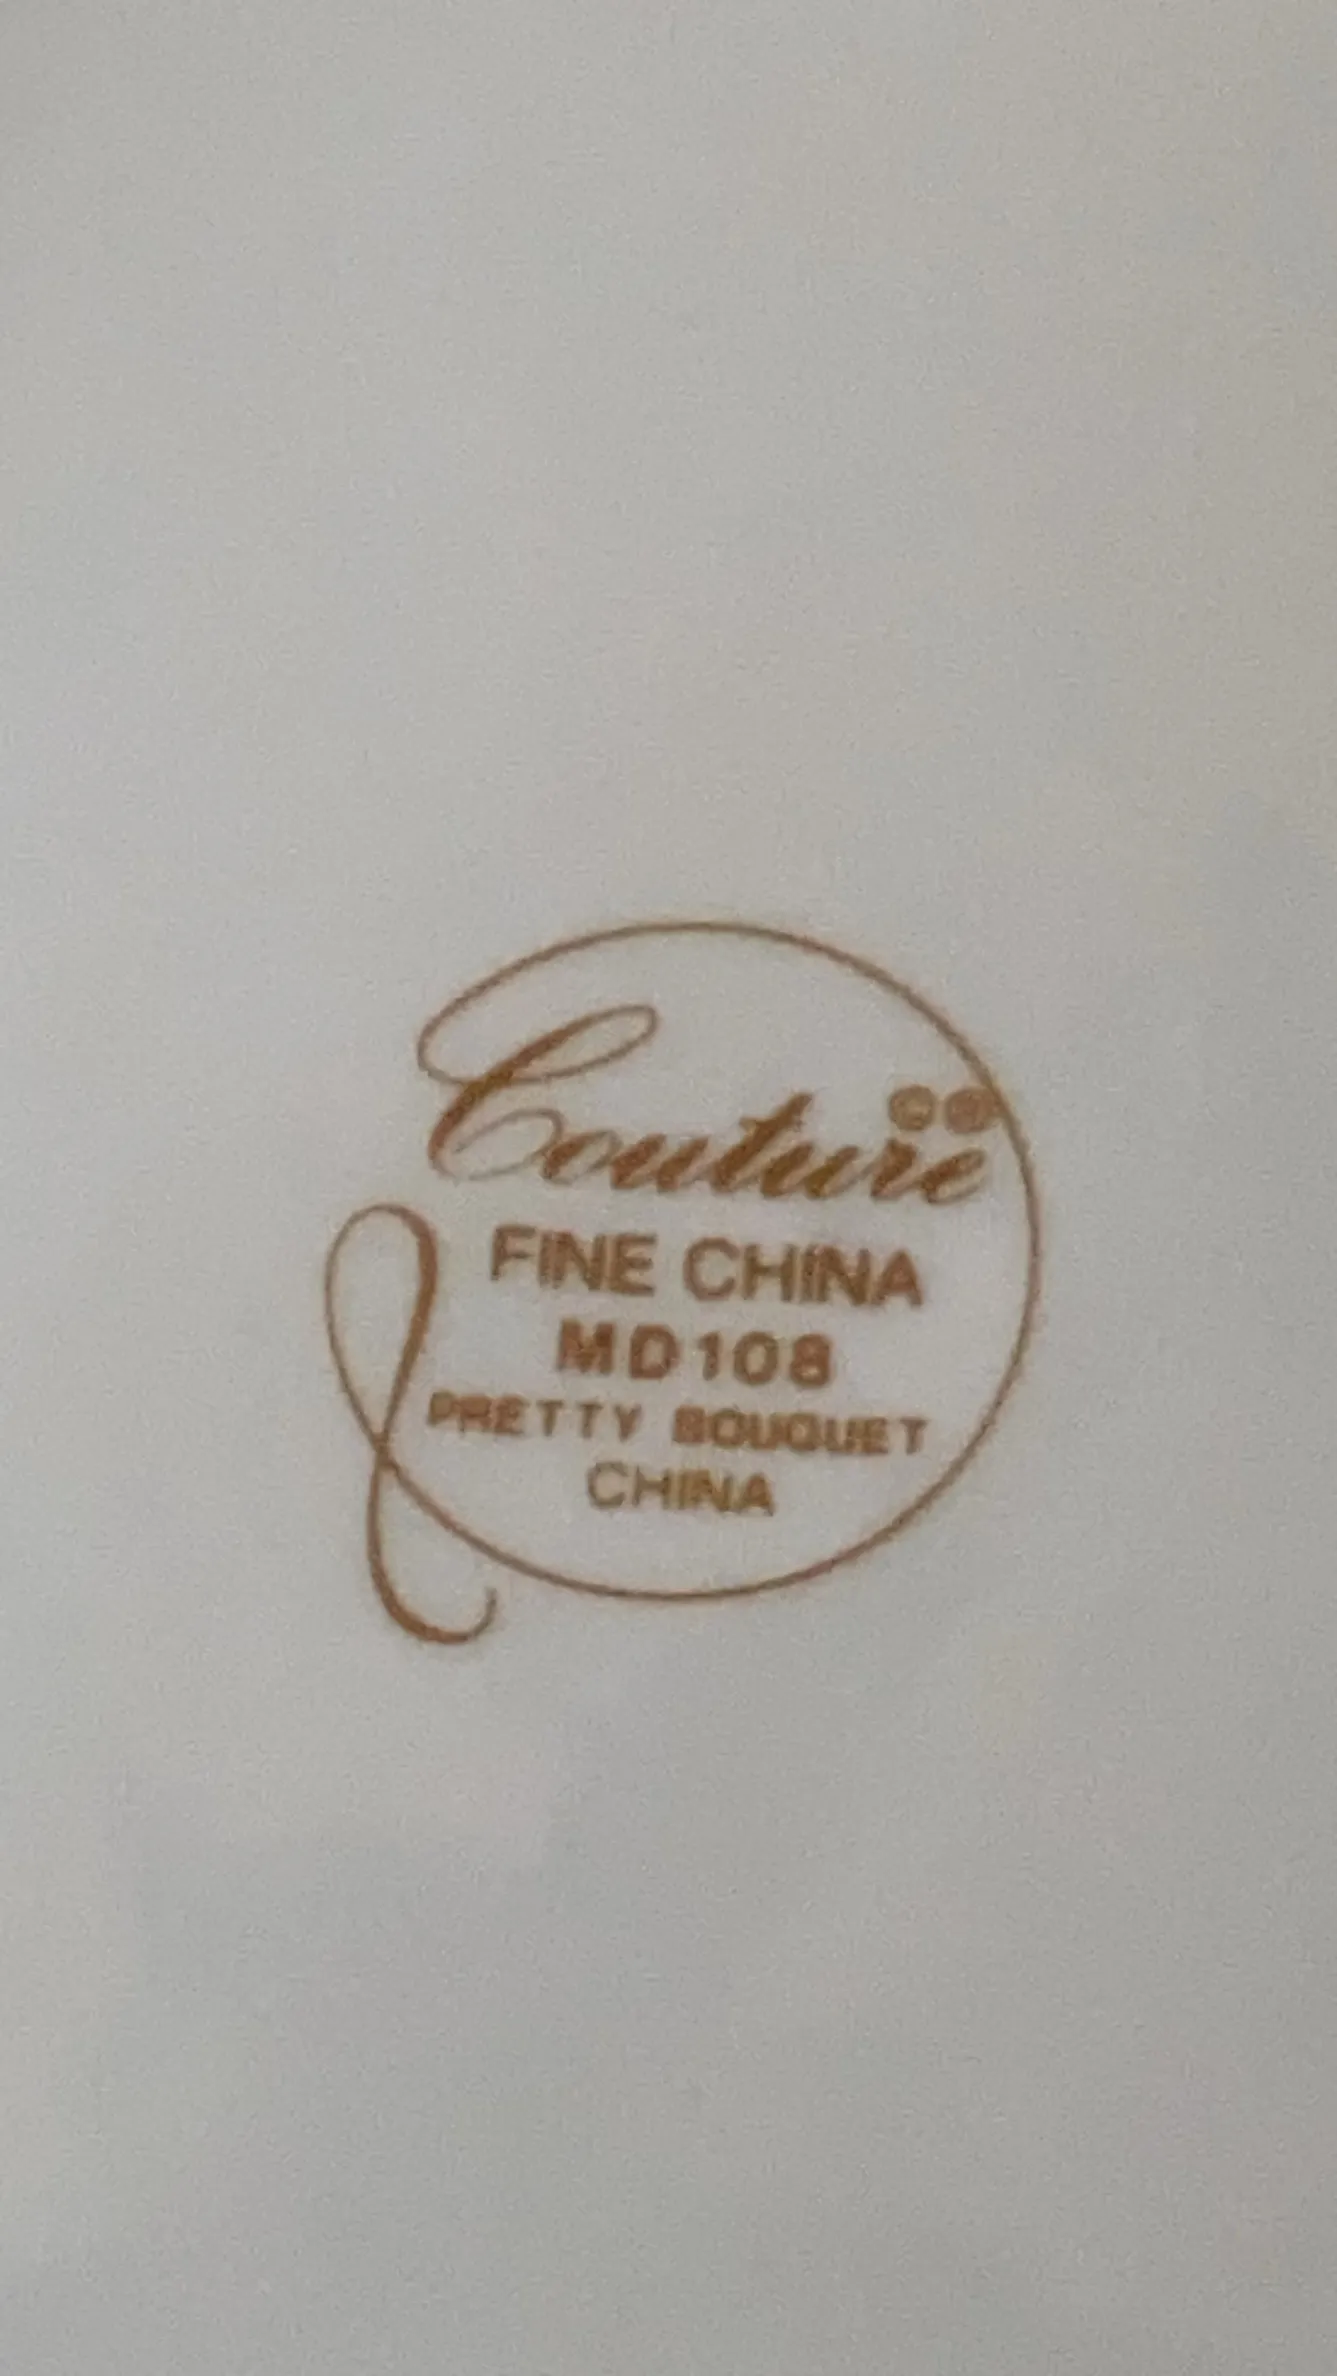 Couture ©®
FINE CHINA
MD108
PRETTY BOUQUET
CHINA